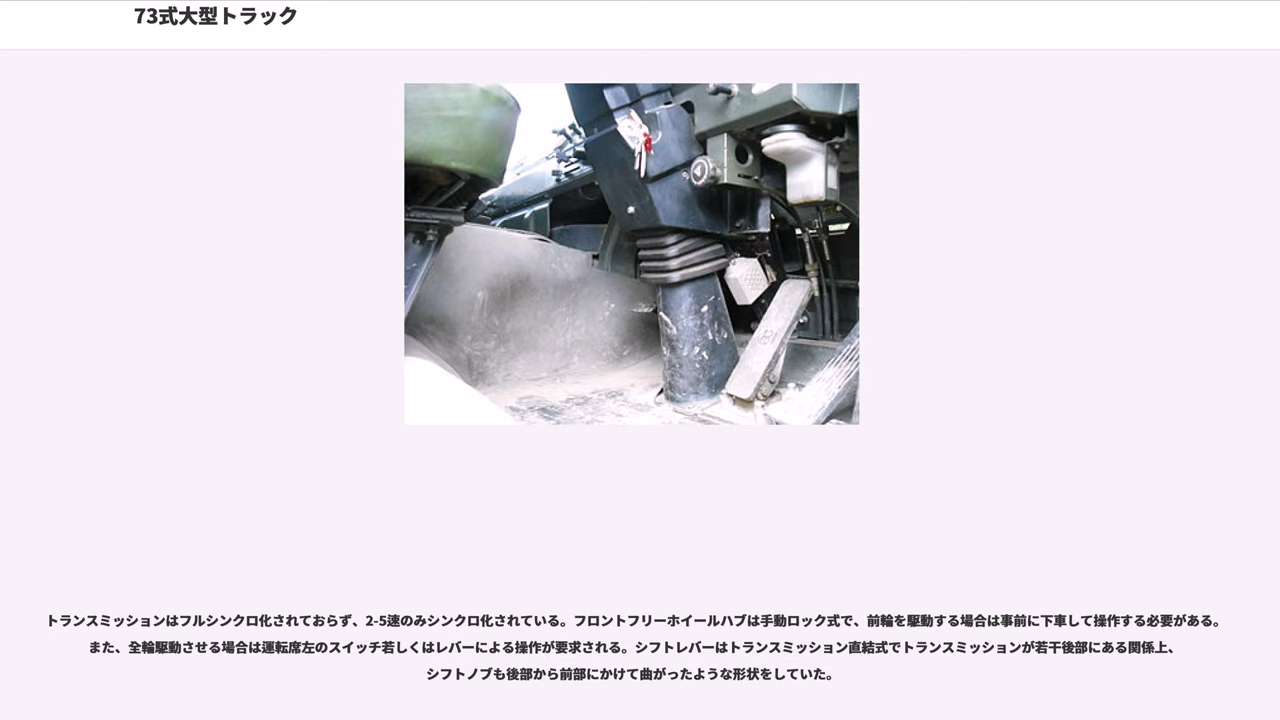 73式大型トラック
トランスミッションはフルシンクロ化されておらず、2-5速のみシンクロ化されている。フロントフリーホイールハブは手動ロック式で、前輪を駆動する場合は事前に下車して操作する必要がある。
また、全輪駆動させる場合は運転席左のスイッチ若しくはレバーによる操作が要求される。シフトレバーはトランスミッション直結式でトランスミッションが若干後部にある関係上、
シフトノブも後部から前部にかけて曲がったような形状をしていた。